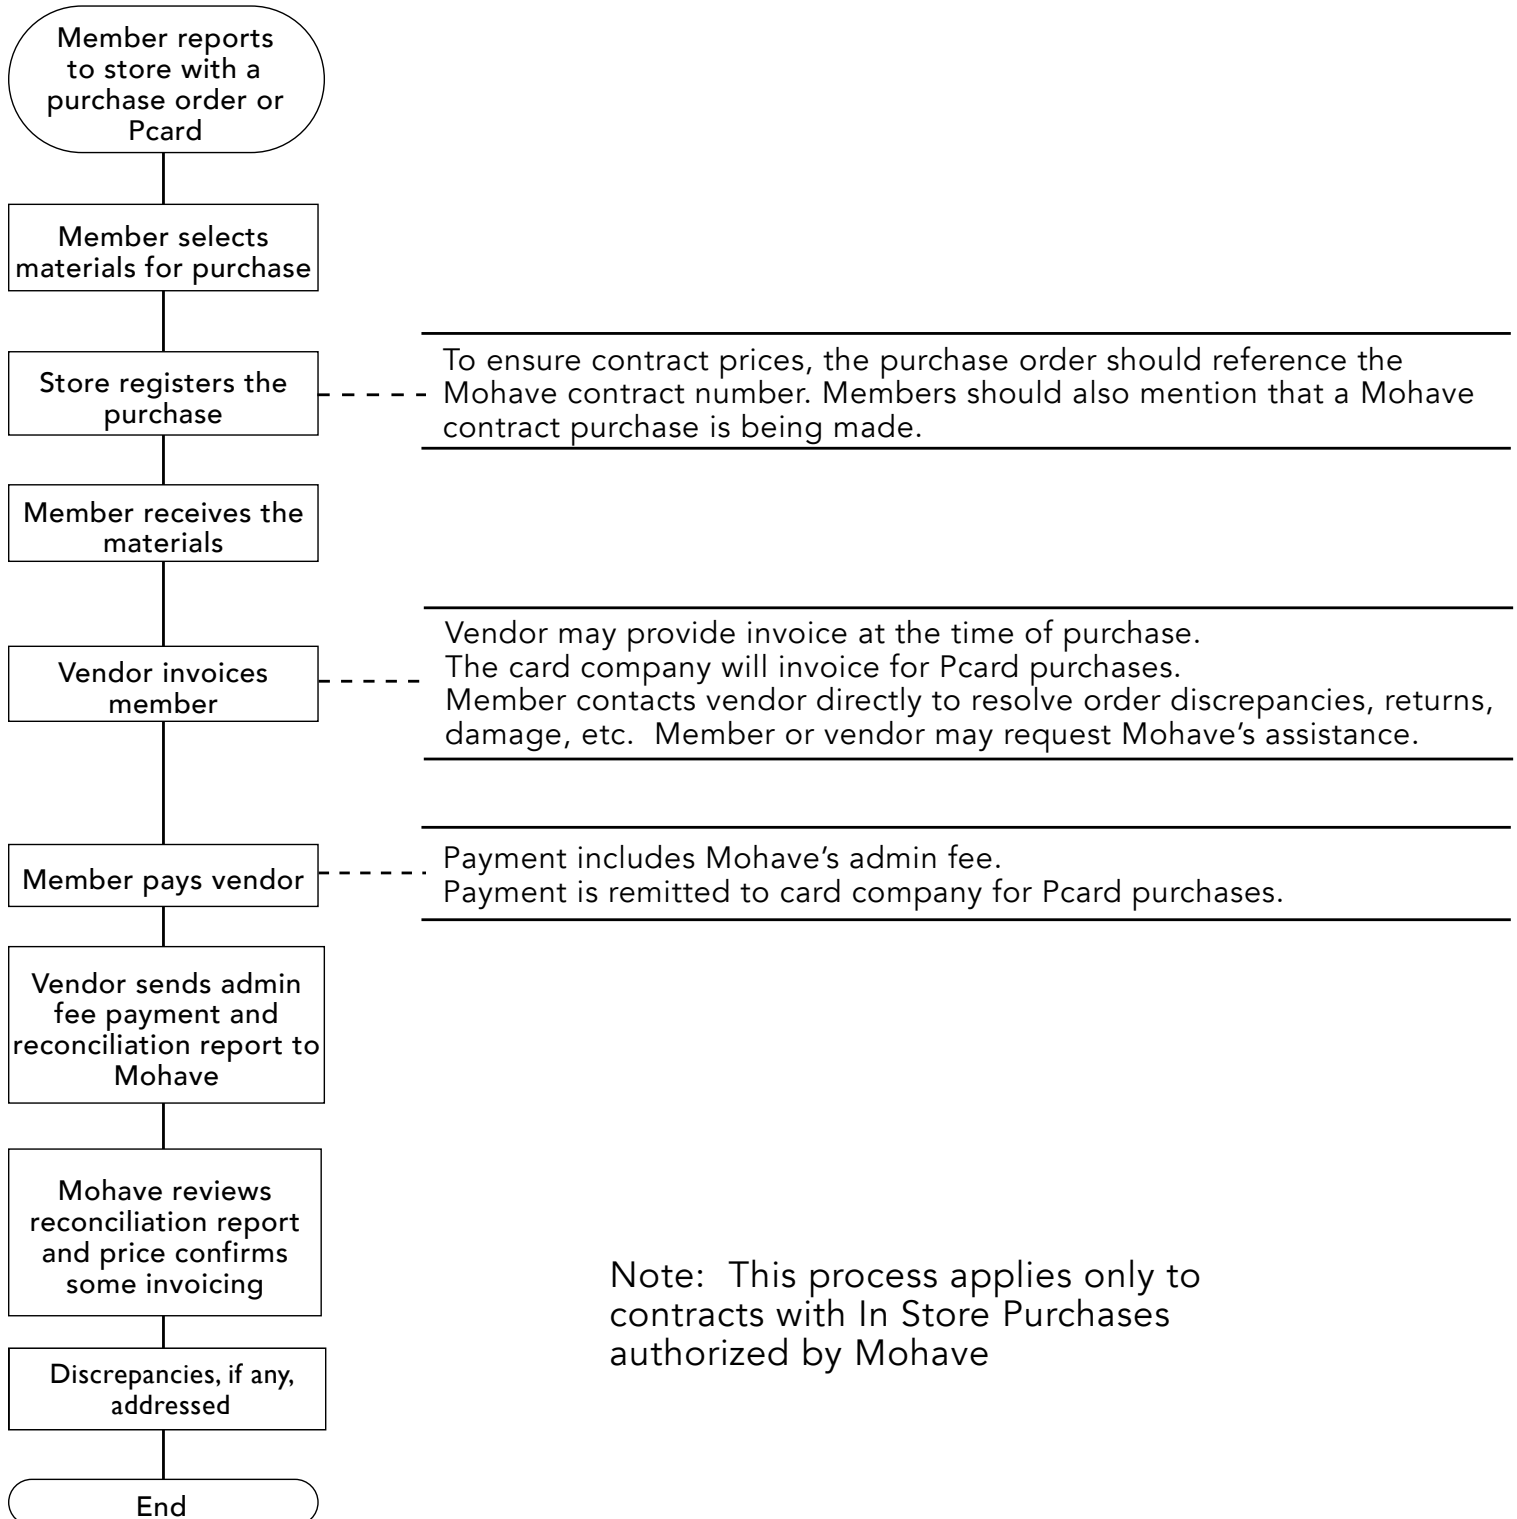 Member reports
to store with a
purchase order or
Pcard
Member selects
materials for purchase
Store registers the
purchase
To ensure contract prices, the purchase order should reference the
Mohave contract number. Members should also mention that a Mohave
contract purchase is being made.
Member receives the
materials
Vendor invoices
member
Vendor may provide invoice at the time of purchase.
The card company will invoice for Pcard purchases.
Member contacts vendor directly to resolve order discrepancies, returns,
damage, etc.  Member or vendor may request Mohave’s assistance.
Member pays vendor
Payment includes Mohave’s admin fee.
Payment is remitted to card company for Pcard purchases.
Vendor sends admin
fee payment and
reconciliation report to
Mohave
Mohave reviews
reconciliation report
and price confirms
some invoicing
Note:  This process applies only to
contracts with In Store Purchases
authorized by Mohave
Discrepancies, if any,
addressed
End